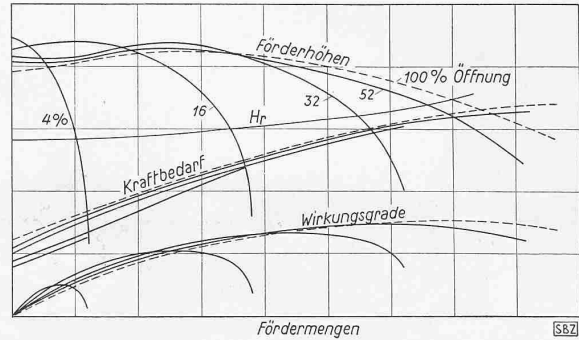 Förderhöhen
100% Öffnung
4%
16
32
52
Hr
Kraftbedarf
Wirkungsgrade
Fördermengen
SBZ